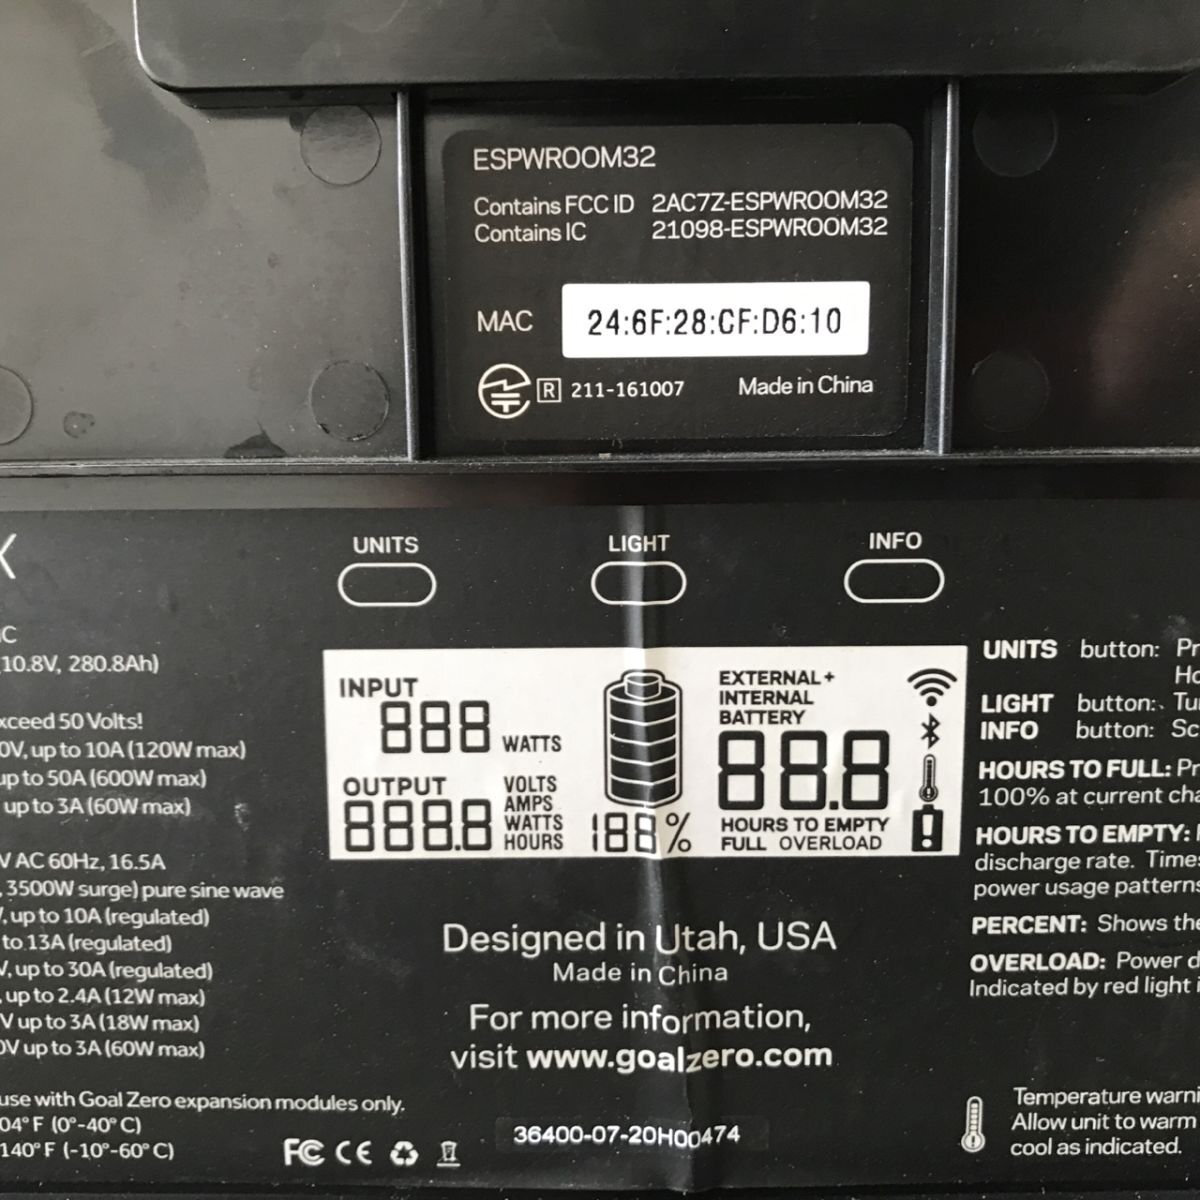 ESPWROOM32
Contains FCC ID 2AC7Z-ESPWROOM32
Contains IC 21098-ESPWROOM32
MAC 24:6F:28:CF:D6:10
R 211-161007 Made in China
X
UNITS LIGHT INFO
(10.8V, 280.8Ah)
exceed 50 Volts!
0V, up to 10A (120W max)
up to 50A (600W max)
up to 3A (60W max)
V AC 60Hz, 16.5A
, 3500W surge) pure sine wave
, up to 10A (regulated)
to 13A (regulated)
V, up to 30A (regulated)
, up to 2.4A (12W max)
V up to 3A (18W max)
0V up to 3A (60W max)
use with Goal Zero expansion modules only.
04° F (0°-40° C)
140° F (-10°-60° C)
INPUT
888 WATTS
OUTPUT
888.8
VOLTS
AMPS
WATTS
HOURS
188%
EXTERNAL +
INTERNAL
BATTERY
88.8
HOURS TO EMPTY
FULL OVERLOAD
UNITS button:
LIGHT button:
INFO button:
HOURS TO FULL:
100% at current
HOURS TO EMPTY:
discharge rate.
power usage patterns
PERCENT: Shows the
OVERLOAD: Power
Indicated by red light
Designed in Utah, USA
Made in China
For more information,
visit www.goalzero.com
FC CE
36400-07-20H00474
Temperature
Allow unit to warm
cool as indicated.